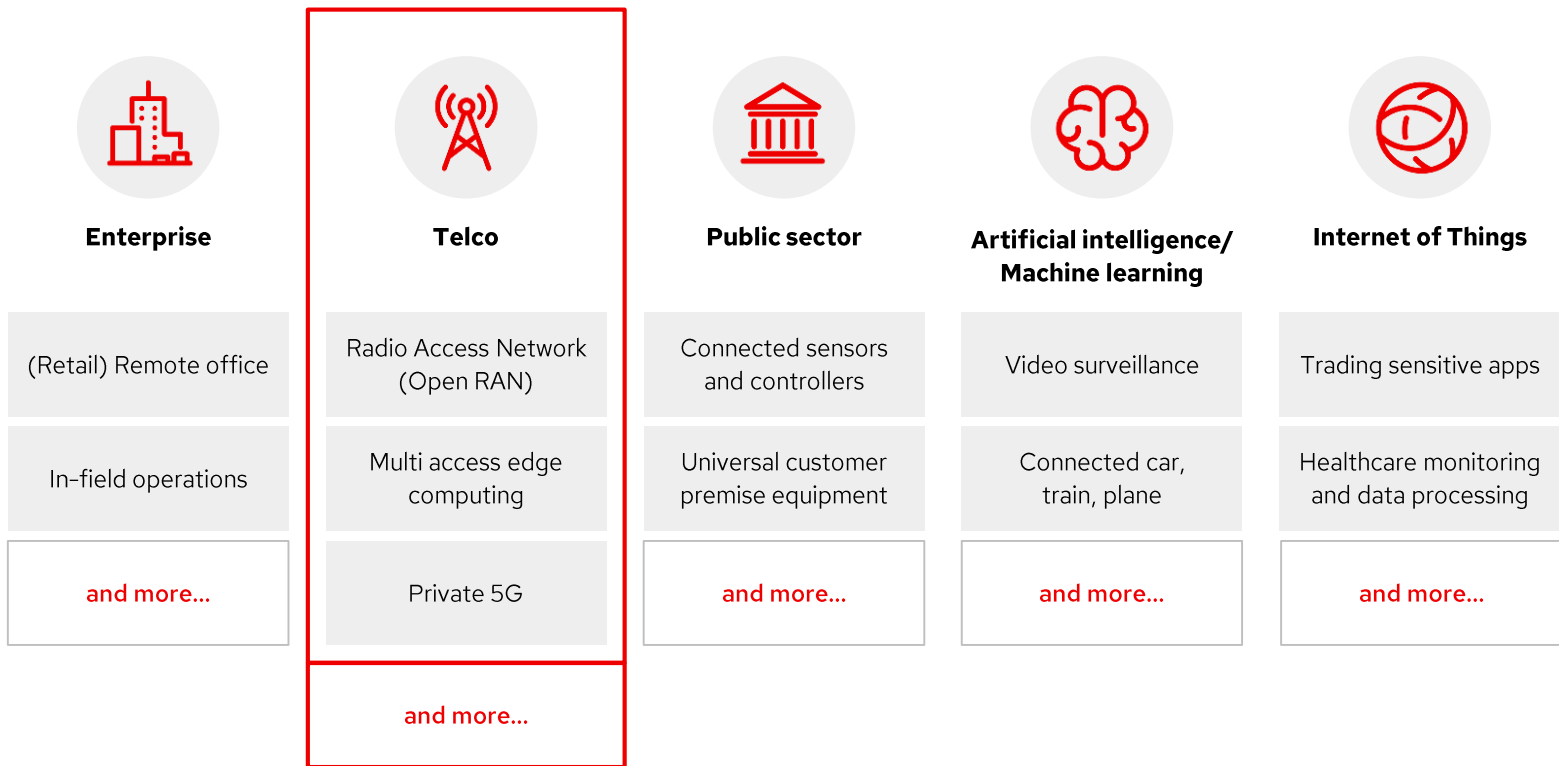 Enterprise
Telco
Public sector
Artificial intelligence/
Machine learning
Internet of Things
(Retail) Remote office
Radio Access Network
(Open RAN)
Connected sensors
and controllers
Video surveillance
Trading sensitive apps
In-field operations
Multi access edge
computing
Universal customer
premise equipment
Connected car,
train, plane
Healthcare monitoring
and data processing
and more...
Private 5G
and more...
and more...
and more...
and more...